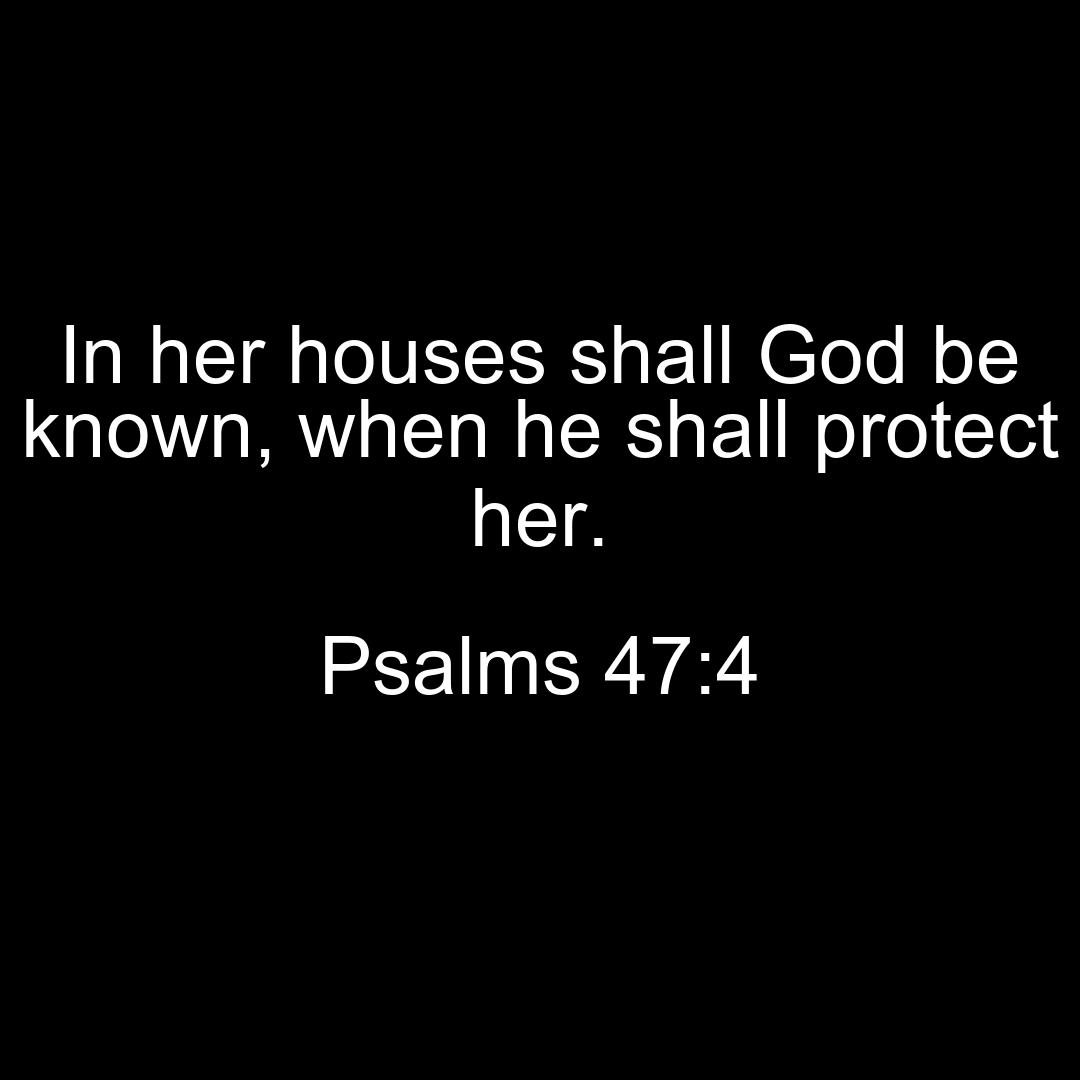 In her houses shall God be
known, when he shall protect
her.
Psalms 47:4